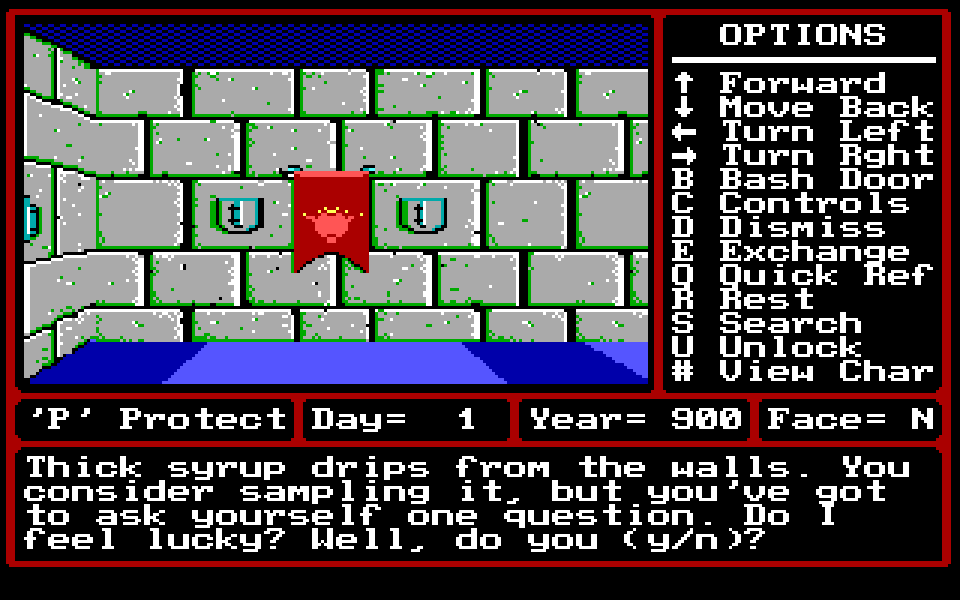 OPTIONS
↑ Forward
↓ Move Back
← Turn Left
→ Turn Rght
B Bash Door
C Controls
D Dismiss
E Exchange
Q Quick Ref
R Rest
S Search
U Unlock
# View Char
'P' Protect
Day= 1
Year= 900
Face= N
Thick syrup drips from the walls. You
consider sampling it, but you've got
to ask yourself one question. Do I
feel lucky? Well, do you (y/n)?